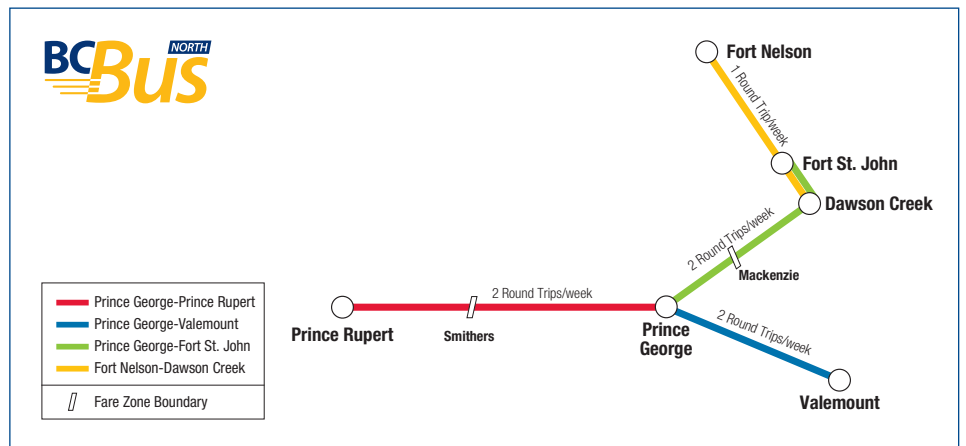 BC Bus NORTH
Fort Nelson
1 Round Trip/week
Fort St. John
Dawson Creek
2 Round Trips/week
Mackenzie
2 Round Trips/week
Prince Rupert
Smithers
Prince
George
2 Round Trips/week
Valemount
Prince George-Prince Rupert
Prince George-Valemount
Prince George-Fort St. John
Fort Nelson-Dawson Creek
Fare Zone Boundary